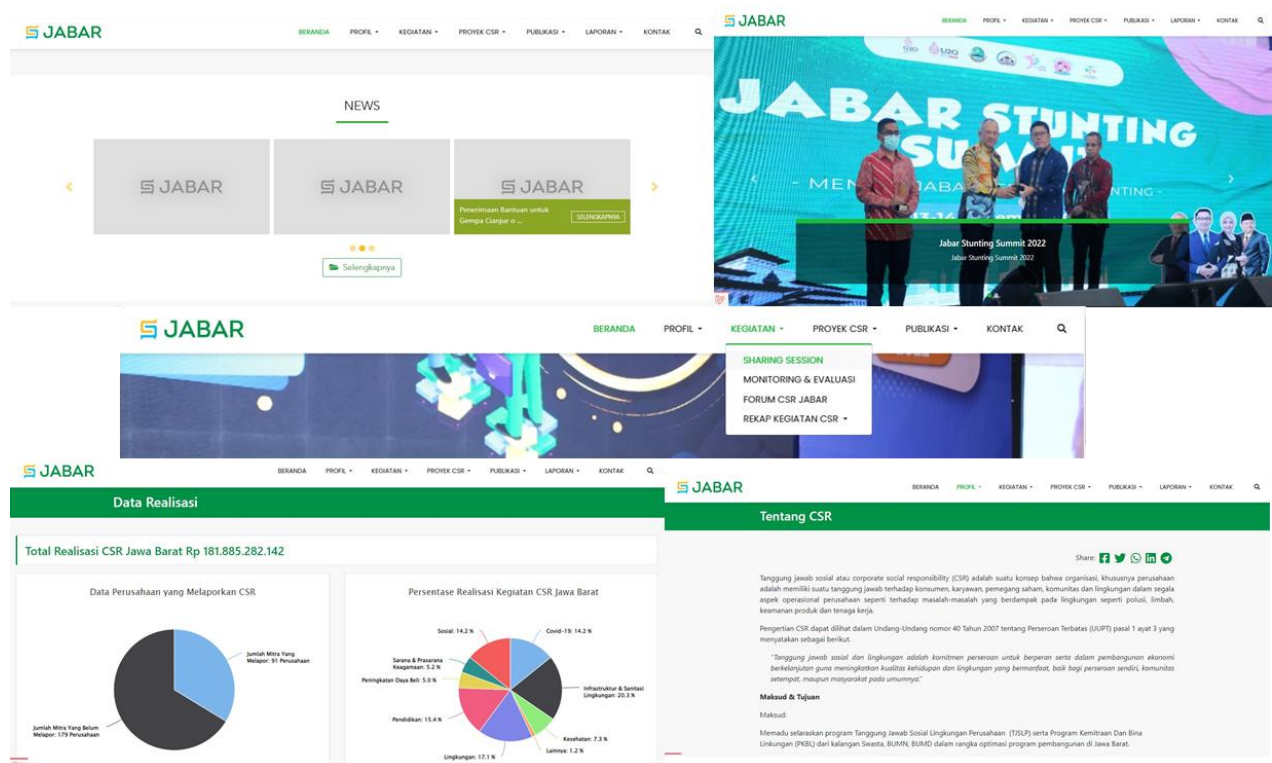 JABAR
BERANDA PROFIL KEGIATAN PROYEK CSR PUBLIKASI LAPORAN KONTAK
NEWS
JABAR
JABAR
JABAR
Penerimaan Bantuan untuk
Gempa Cianjur o ...
SELENGKAPNYA
Selengkapnya
JABAR
BERANDA PROFIL KEGIATAN PROYEK CSR PUBLIKASI LAPORAN KONTAK
G20 U20
JABAR STUNTING
Jabar Stunting Summit 2022
Jabar Stunting Summit 2022
JABAR
BERANDA PROFIL KEGIATAN PROYEK CSR PUBLIKASI KONTAK
SHARING SESSION
MONITORING & EVALUASI
FORUM CSR JABAR
REKAP KEGIATAN CSR
JABAR
BERANDA PROFIL KEGIATAN PROYEK CSR PUBLIKASI LAPORAN KONTAK
Data Realisasi
Total Realisasi CSR Jawa Barat Rp 181.885.282.142
Data Perusahaan yang Melaporkan CSR
Jumlah Mitra Yang
Melapor: 91 Perusahaan
Jumlah Mitra Yang Belum
Melapor: 179 Perusahaan
Persentase Realisasi Kegiatan CSR Jawa Barat
Sosial: 14.2 %
Covid-19: 14.2 %
Sarana & Prasarana
Keagamaan: 5.2 %
Peningkatan Daya Beli: 5.0 %
Infrastruktur & Sanitasi
Lingkungan: 20.3 %
Pendidikan: 15.4 %
Kesehatan: 7.3 %
Lainnya: 1.2 %
Lingkungan: 17.1 %
JABAR
BERANDA PROFIL KEGIATAN PROYEK CSR PUBLIKASI LAPORAN KONTAK
Tentang CSR
Share:
Tanggung jawab sosial atau corporate social responsibility (CSR) adalah suatu konsep bahwa organisasi, khususnya perusahaan
adalah memiliki suatu tanggung jawab terhadap konsumen, karyawan, pemegang saham, komunitas dan lingkungan dalam segala
aspek operasional perusahaan seperti terhadap masalah-masalah yang berdampak pada lingkungan seperti polusi, limbah,
keamanan produk dan tenaga kerja.
Pengertian CSR dapat dilihat dalam Undang-Undang nomor 40 Tahun 2007 tentang Perseroan Terbatas (UUPT) pasal 1 ayat 3 yang
menyatakan sebagai berikut.
"Tanggung jawab sosial dan lingkungan adalah komitmen perseroan untuk berperan serta dalam pembangunan ekonomi
berkelanjutan guna meningkatkan kualitas kehidupan dan lingkungan yang bermanfaat, baik bagi perseroan sendiri, komunitas
setempat, maupun masyarakat pada umumnya."
Maksud & Tujuan
Maksud:
Memadu selaraskan program Tanggung Jawab Sosial Lingkungan Perusahaan (TJSLP) serta Program Kemitraan Dan Bina
Linkungan (PKBL) dari kalangan Swasta, BUMN, BUMD dalam rangka optimasi program pembangunan di Jawa Barat.